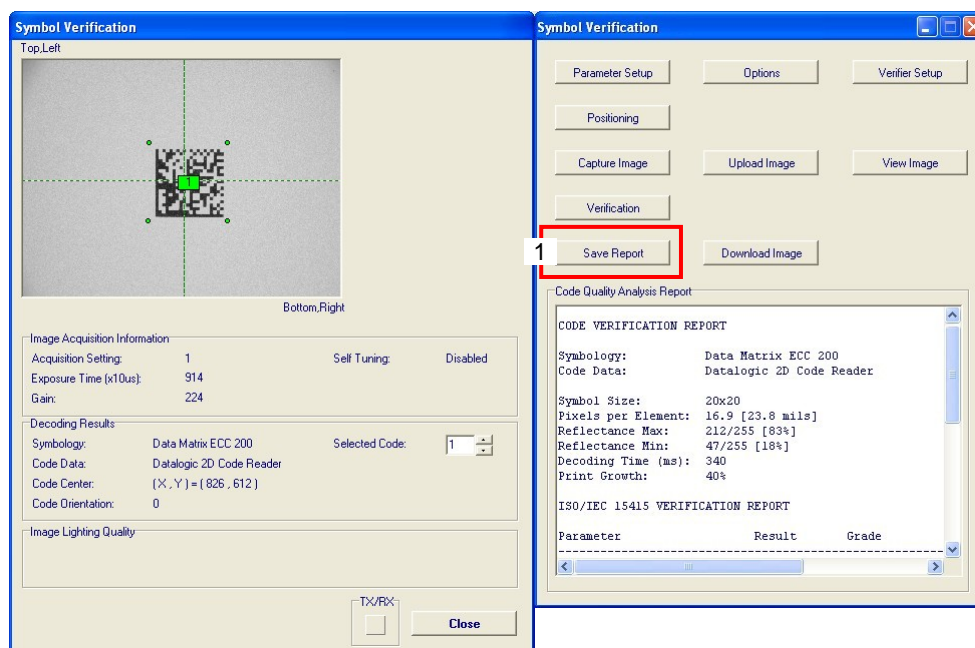 Symbol Verification
Top,Left
1
Bottom,Right
Image Acquisition Information
Acquisition Setting: 1 Self Tuning: Disabled
Exposure Time (x10us): 914
Gain: 224
Decoding Results
Symbology: Data Matrix ECC 200 Selected Code: 1
Code Data: Datalogic 2D Code Reader
Code Center: (X,Y)=(826,612)
Code Orientation: 0
Image Lighting Quality
TX/RX
Close
Symbol Verification
Parameter Setup Options Verifier Setup
Positioning
Capture Image Upload Image View Image
Verification
1 Save Report Download Image
Code Quality Analysis Report
CODE VERIFICATION REPORT
Symbology: Data Matrix ECC 200
Code Data: Datalogic 2D Code Reader
Symbol Size: 20x20
Pixels per Element: 16.9 [23.8 mils]
Reflectance Max: 212/255 [83%]
Reflectance Min: 47/255 [18%]
Decoding Time (ms): 340
Print Growth: 40%
ISO/IEC 15415 VERIFICATION REPORT
Parameter Result Grade
--------------------------------------------------